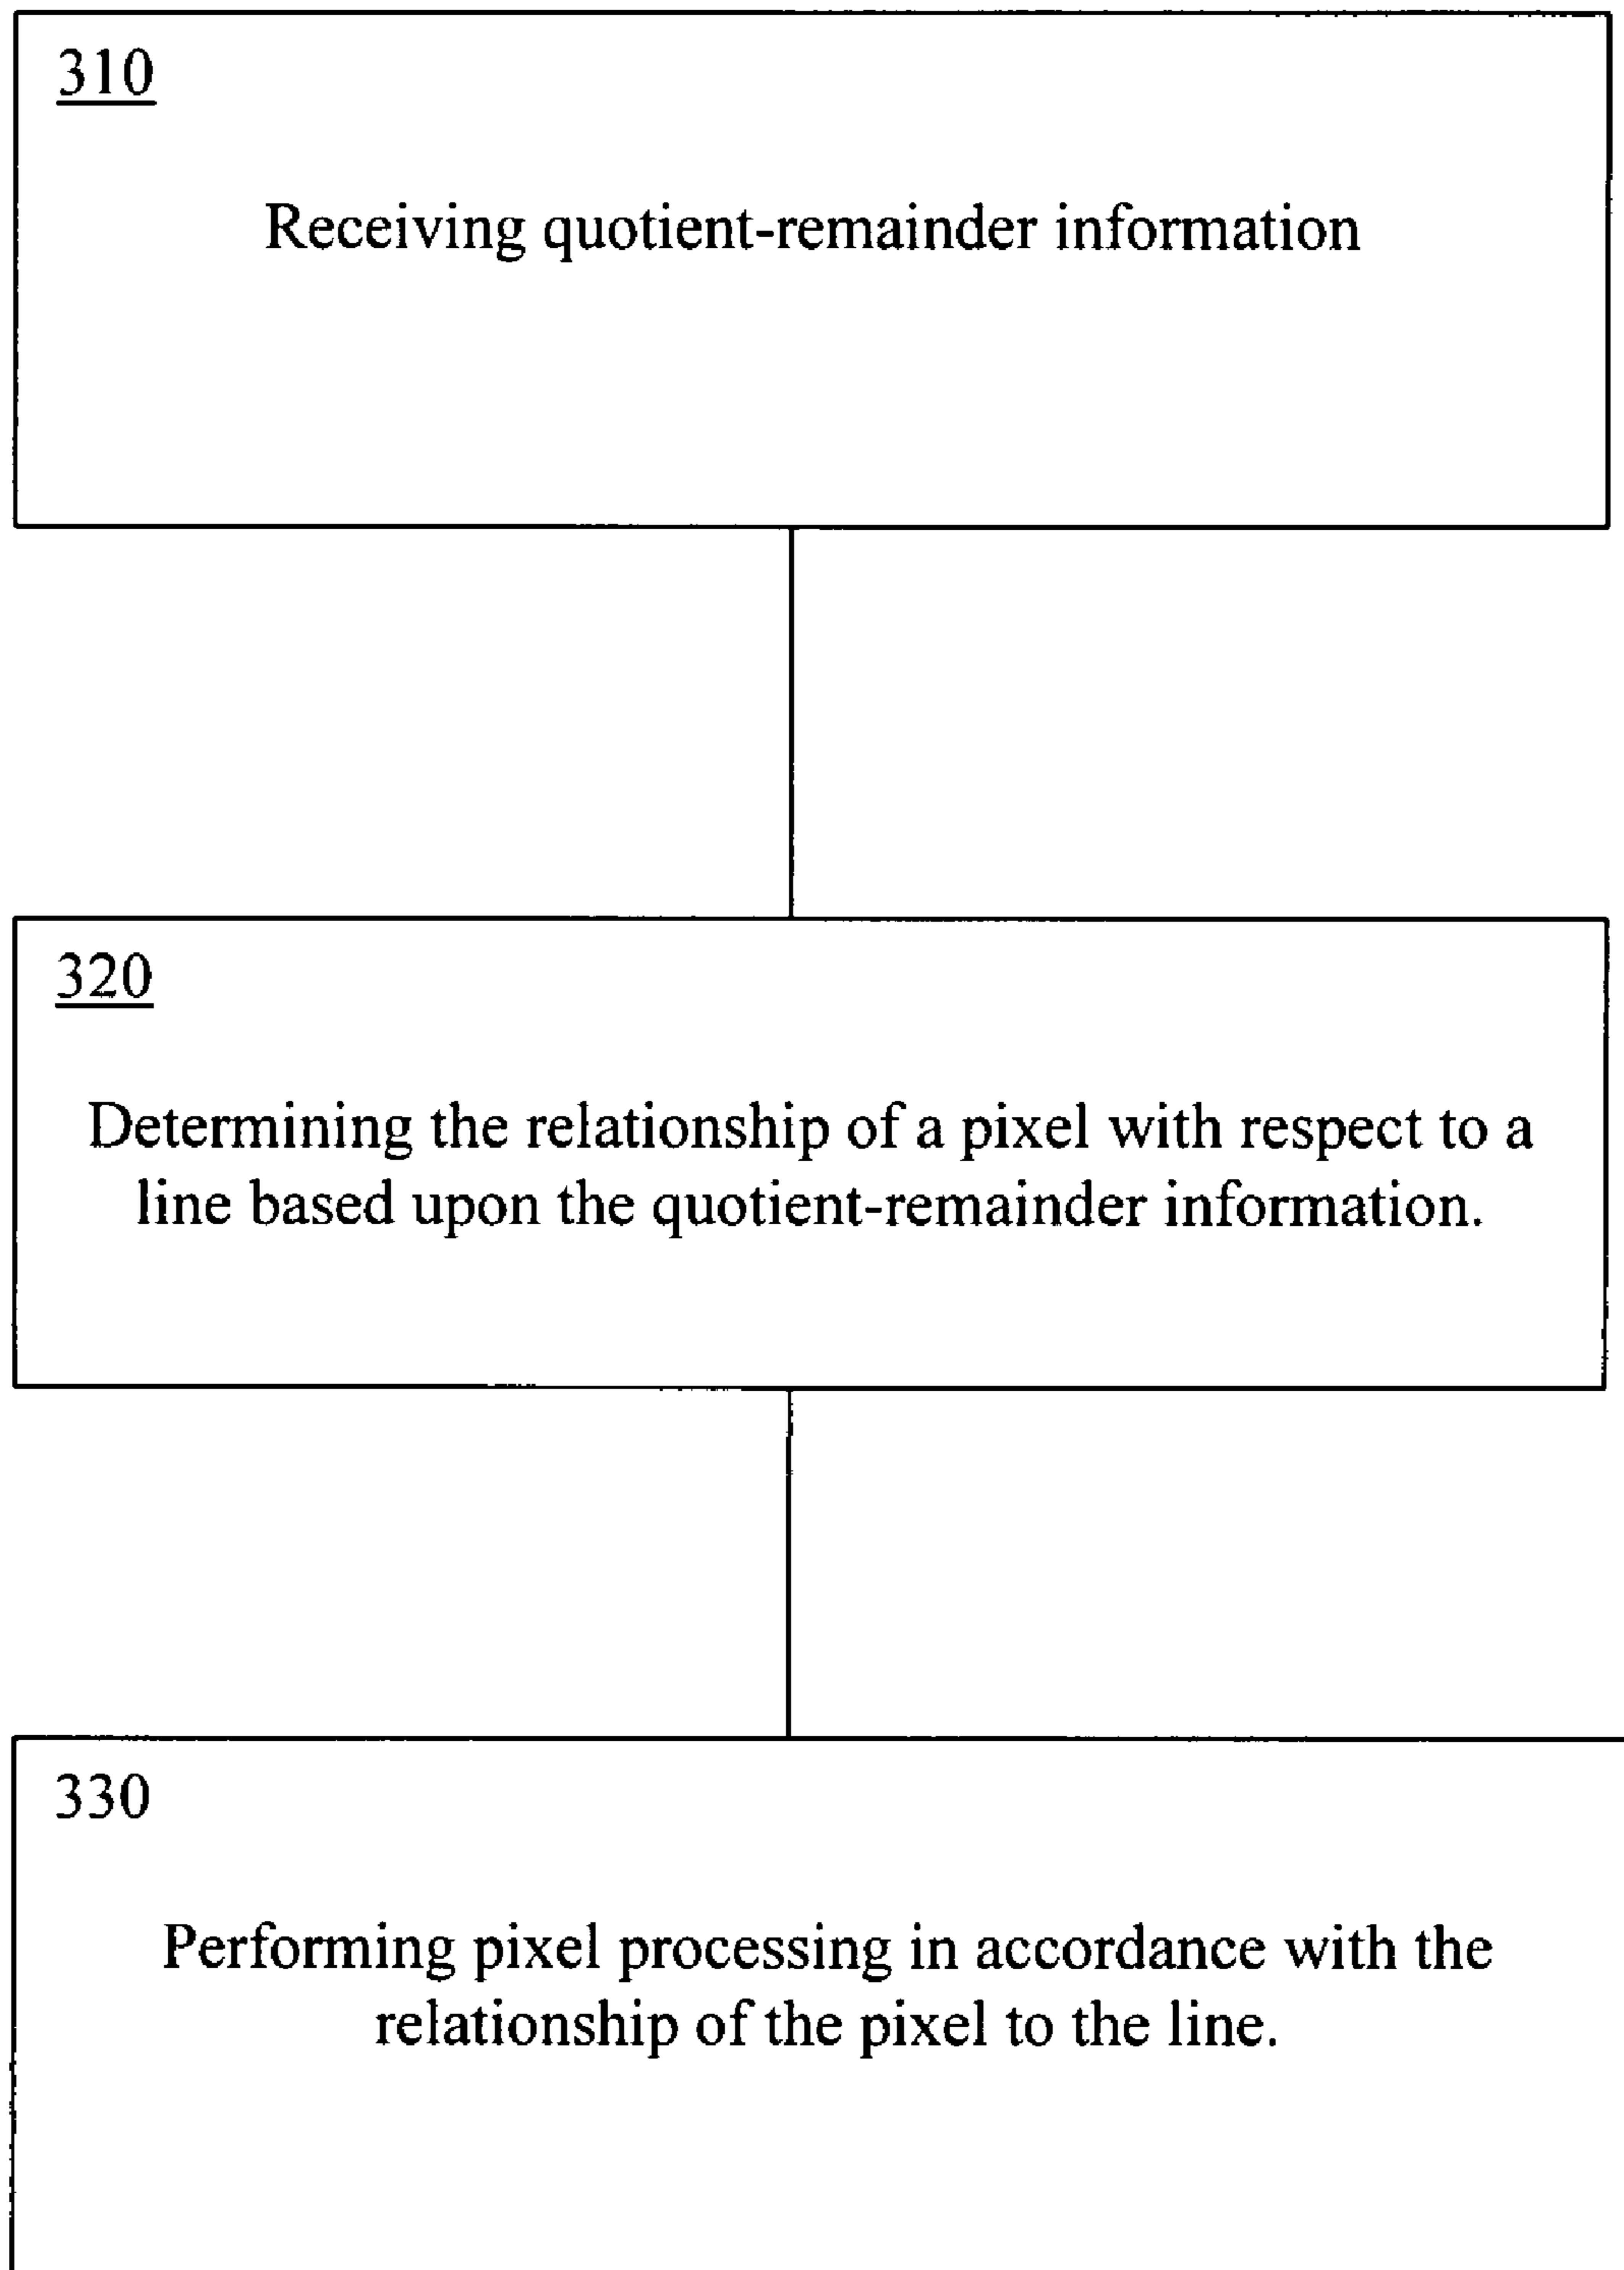 310
Receiving quotient-remainder information
320
Determining the relationship of a pixel with respect to a
line based upon the quotient-remainder information.
330
Performing pixel processing in accordance with the
relationship of the pixel to the line.